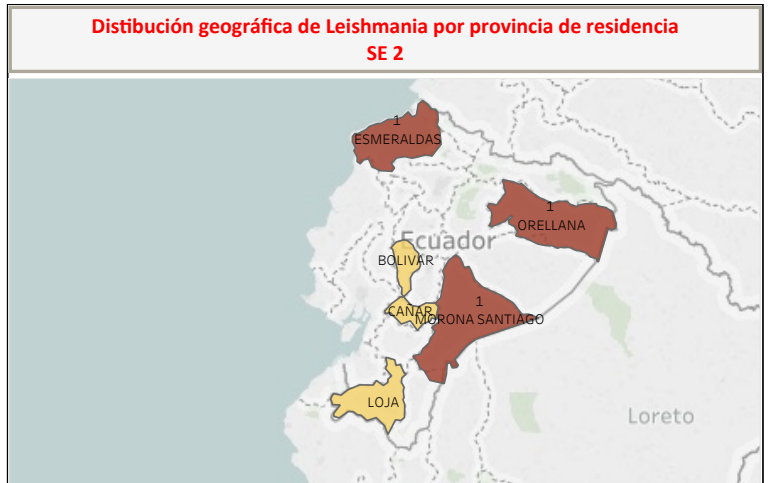 Distibución geográfica de Leishmania por provincia de residencia
SE 2
1
ESMERALDAS
1
ORELLANA
Ecuador
BOLIVAR
1
CAÑAR
MORONA SANTIAGO
LOJA
Loreto